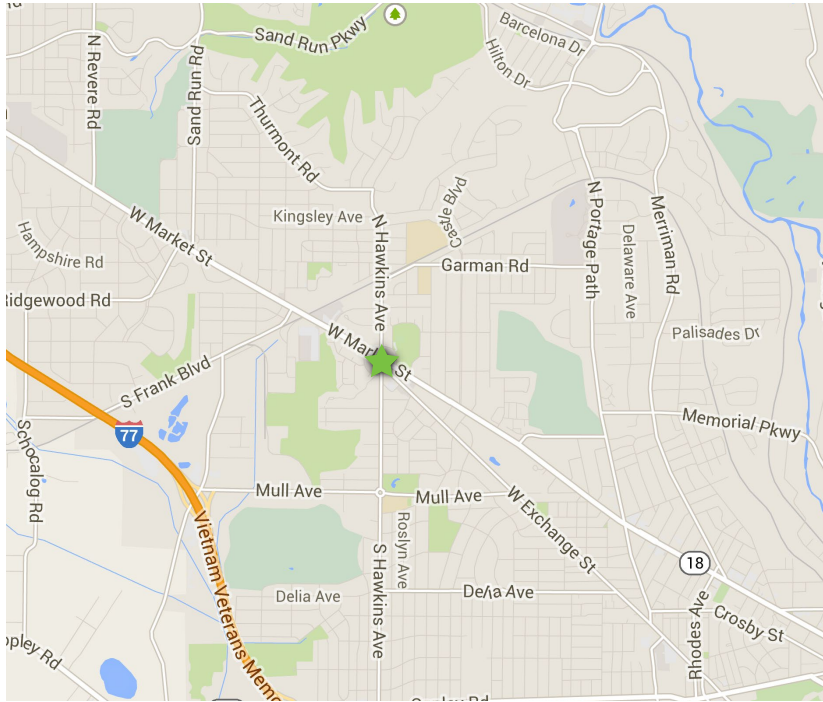 Sand Run Pkwy
Barcelona Dr
Hilton Dr
N Revere Rd
Sand Run Rd
Thurmont Rd
Castle Blvd
Kingsley Ave
N Portage Path
Merriman Rd
W Market St
N Hawkins Ave
Delaware Ave
Hampshire Rd
Garman Rd
Ridgewood Rd
W Market St
Palisades Dr
S Frank Blvd
Memorial Pkwy
77
Schocalog Rd
Mull Ave
Mull Ave
W Exchange St
Roslyn Ave
Vietnam Veterans Memo
S Hawkins Ave
18
Delia Ave
Delia Ave
Rhodes Ave
Crosby St
opley Rd